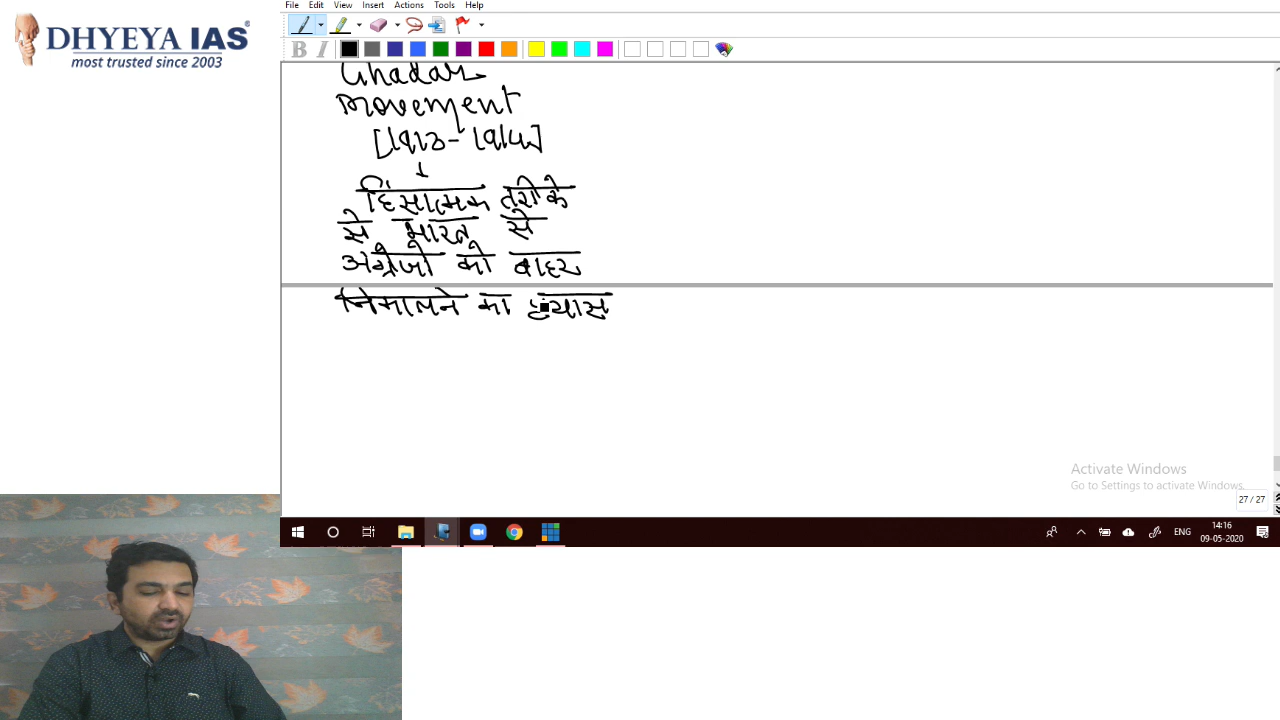 File Edit View Insert Actions Tools Help
DHYEYA IAS®
most trusted since 2003
B I
Ghadar
Movement
[1913-1914]
हिंसात्मक तरीके
से भारत से
अंग्रेजो को बाहर
निकालने का प्रयास
Activate Windows
Go to Settings to activate Windows.
27 / 27
ENG
14:16
09-05-2020